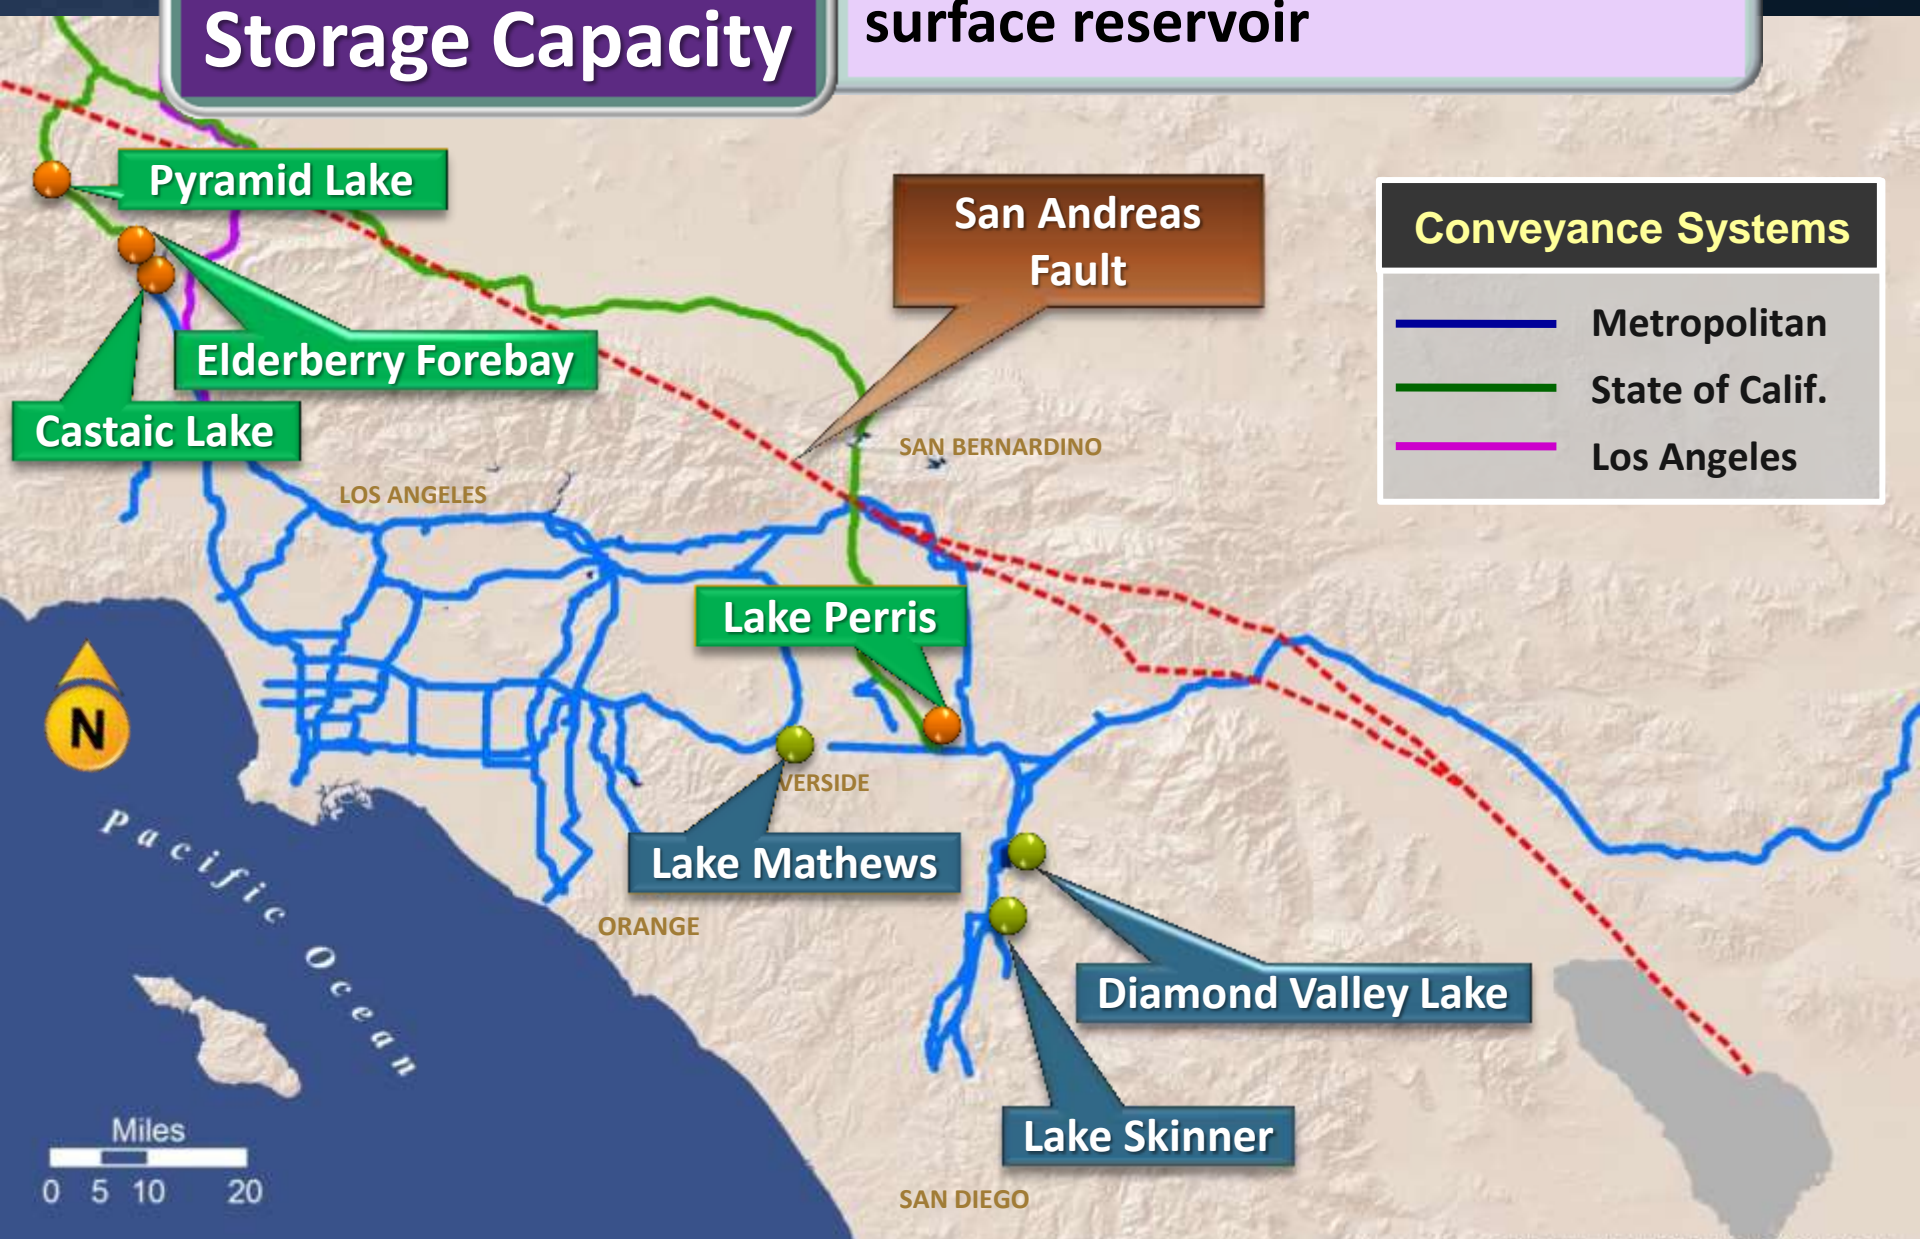 Storage Capacity
surface reservoir
Pyramid Lake
San Andreas
Fault
Conveyance Systems
Metropolitan
State of Calif.
Los Angeles
Elderberry Forebay
Castaic Lake
SAN BERNARDINO
LOS ANGELES
Lake Perris
N
VERSIDE
Lake Mathews
ORANGE
Pacific Ocean
Diamond Valley Lake
Lake Skinner
Miles
0 5 10 20
SAN DIEGO